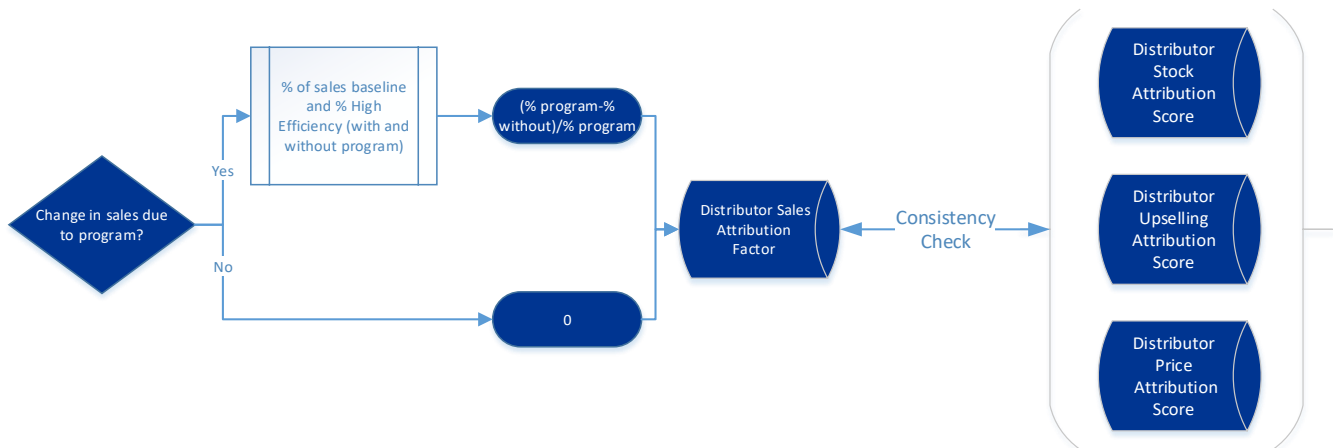 Change in sales due
to program?
Yes
No
% of sales baseline
and % High
Efficiency (with and
without program)
(% program-%
without)/% program
0
Distributor Sales
Attribution
Factor
Consistency
Check
Distributor
Stock
Attribution
Score
Distributor
Upselling
Attribution
Score
Distributor
Price
Attribution
Score